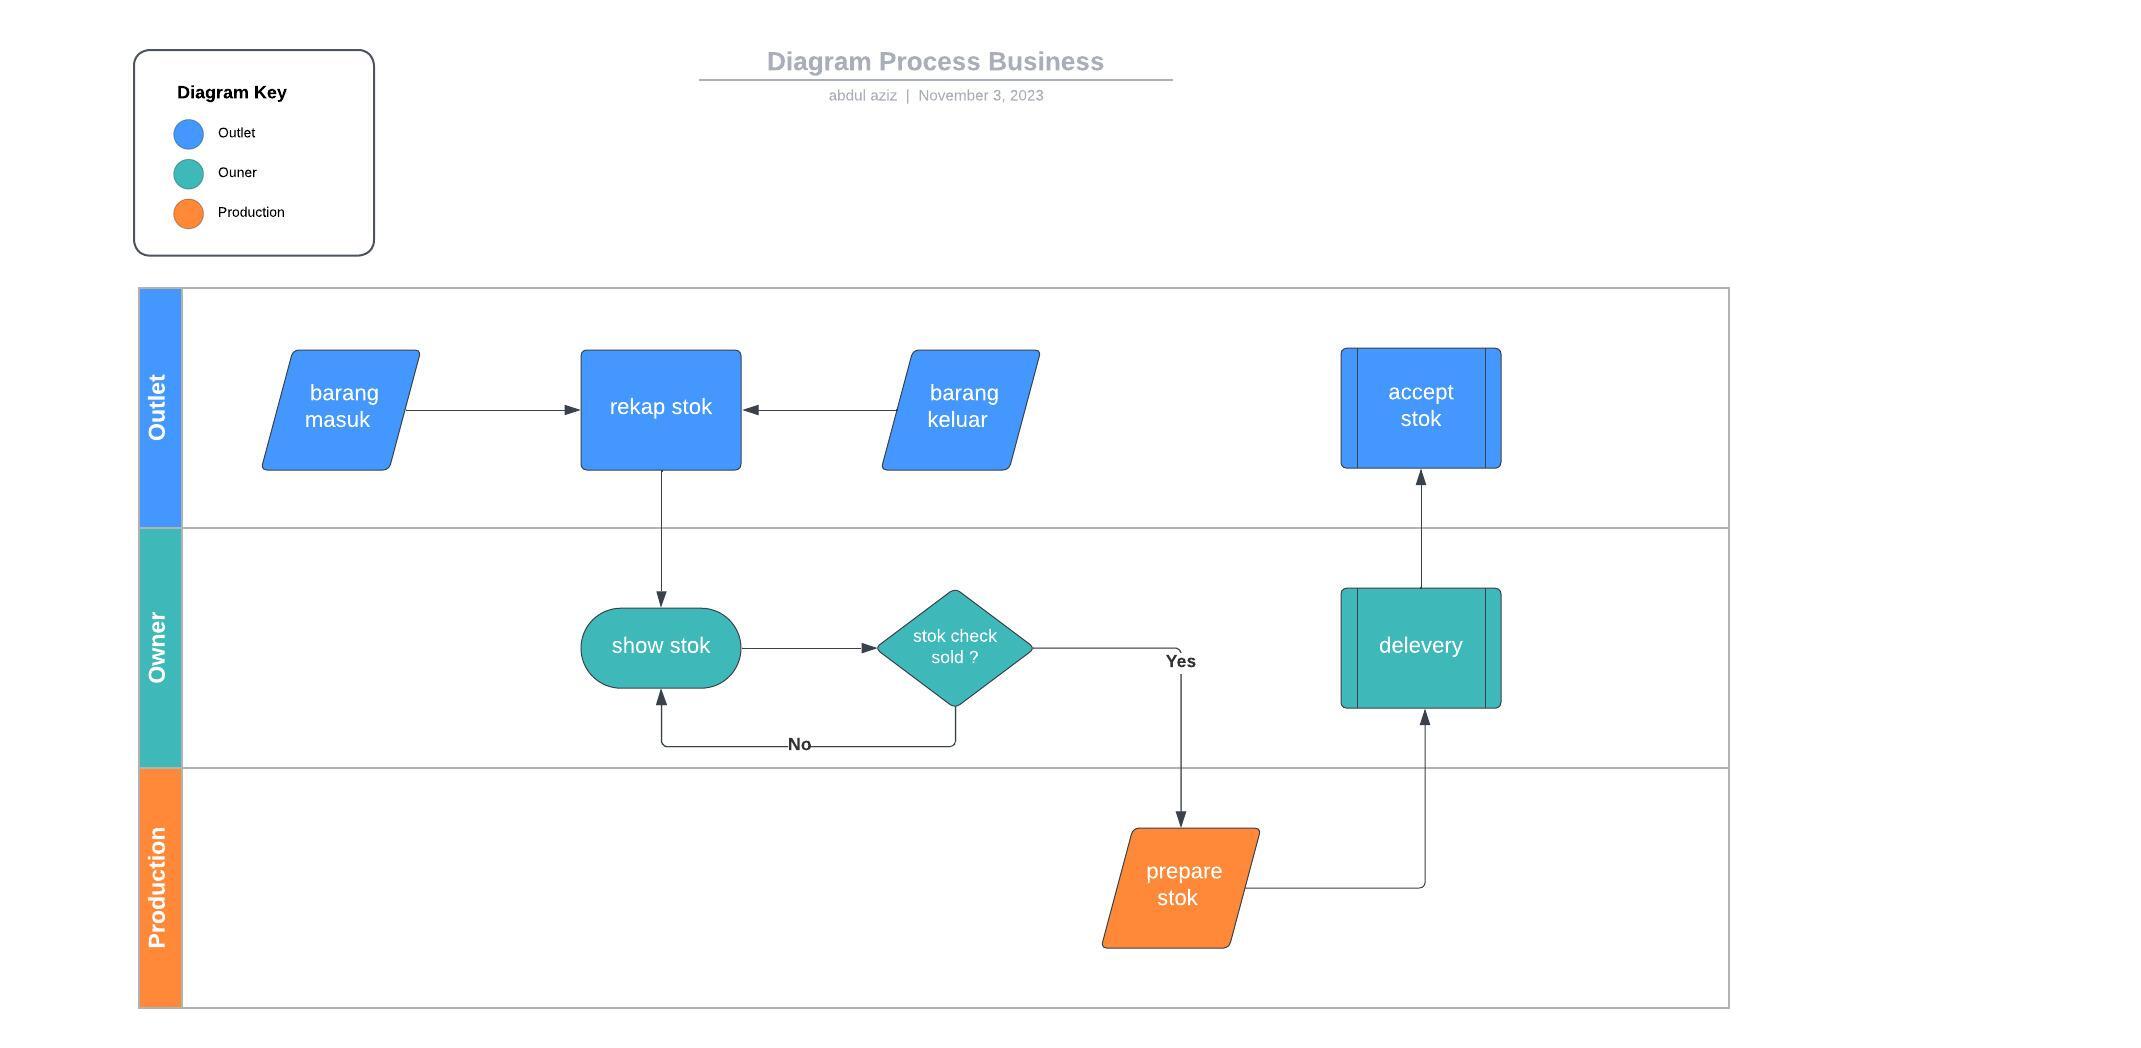 Diagram Process Business
abdul aziz | November 3, 2023
Diagram Key
Outlet
Ouner
Production
Outlet
barang
masuk
rekap stok
barang
keluar
accept
stok
Owner
show stok
stok check
sold ?
Yes
No
delevery
Production
prepare
stok